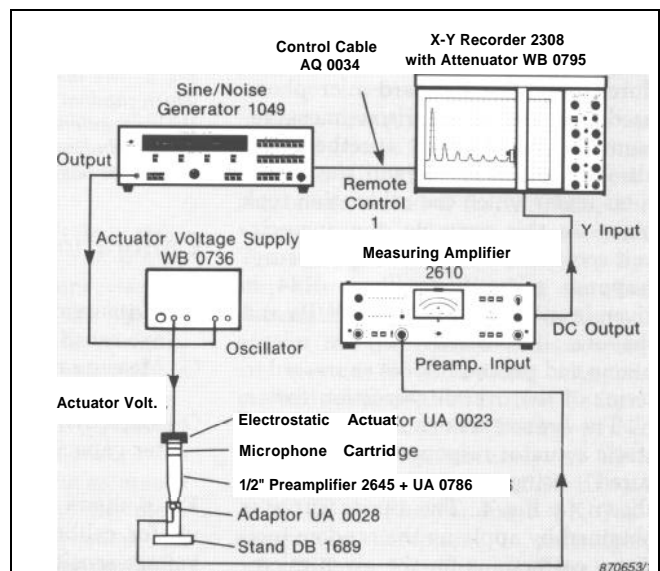 Control Cable
AQ 0034
X-Y Recorder 2308
with Attenuator WB 0795
Sine/Noise
Generator 1049
Output
Remote
Control
1
Y Input
Actuator Voltage Supply
WB 0736
Measuring Amplifier
2610
DC Output
Oscillator
Preamp. Input
Actuator Volt.
Electrostatic Actuator UA 0023
Microphone Cartridge
1/2" Preamplifier 2645 + UA 0786
Adaptor UA 0028
Stand DB 1689
870653/